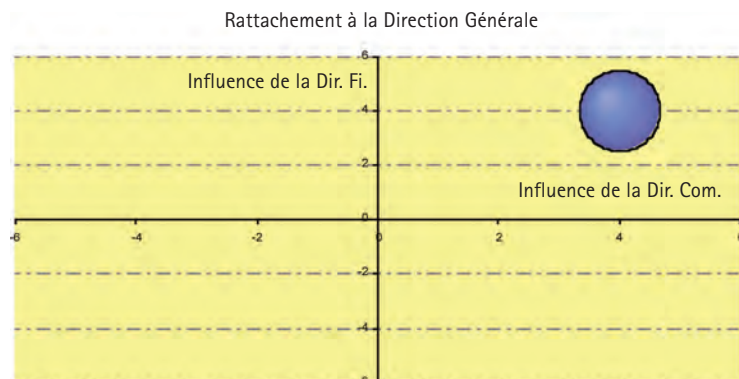 Rattachement à la Direction Générale
6
Influence de la Dir. Fi.
4
2
Influence de la Dir. Com.
0
-6 -4 -2 0 2 4 6
-2
-4